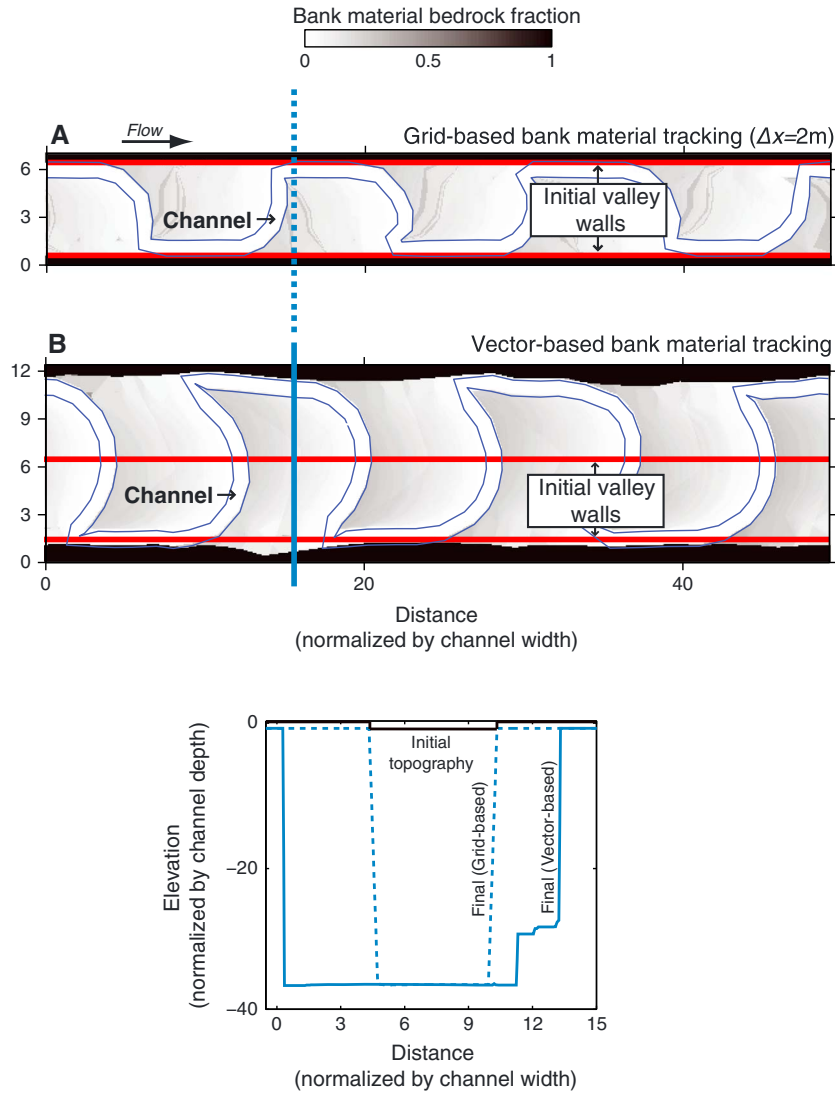 Bank material bedrock fraction
0 0.5 1
A Flow Grid-based bank material tracking (Δx=2m)
6
3
0
Channel
Initial valley
walls
0 20 40
B Vector-based bank material tracking
12
9
6
3
0
Channel
Initial valley
walls
0 20 40
Distance
(normalized by channel width)
Elevation
(normalized by channel depth)
0
−20
−40
Initial
topography
Final (Grid-based)
Final (Vector-based)
0 3 6 9 12 15
Distance
(normalized by channel width)